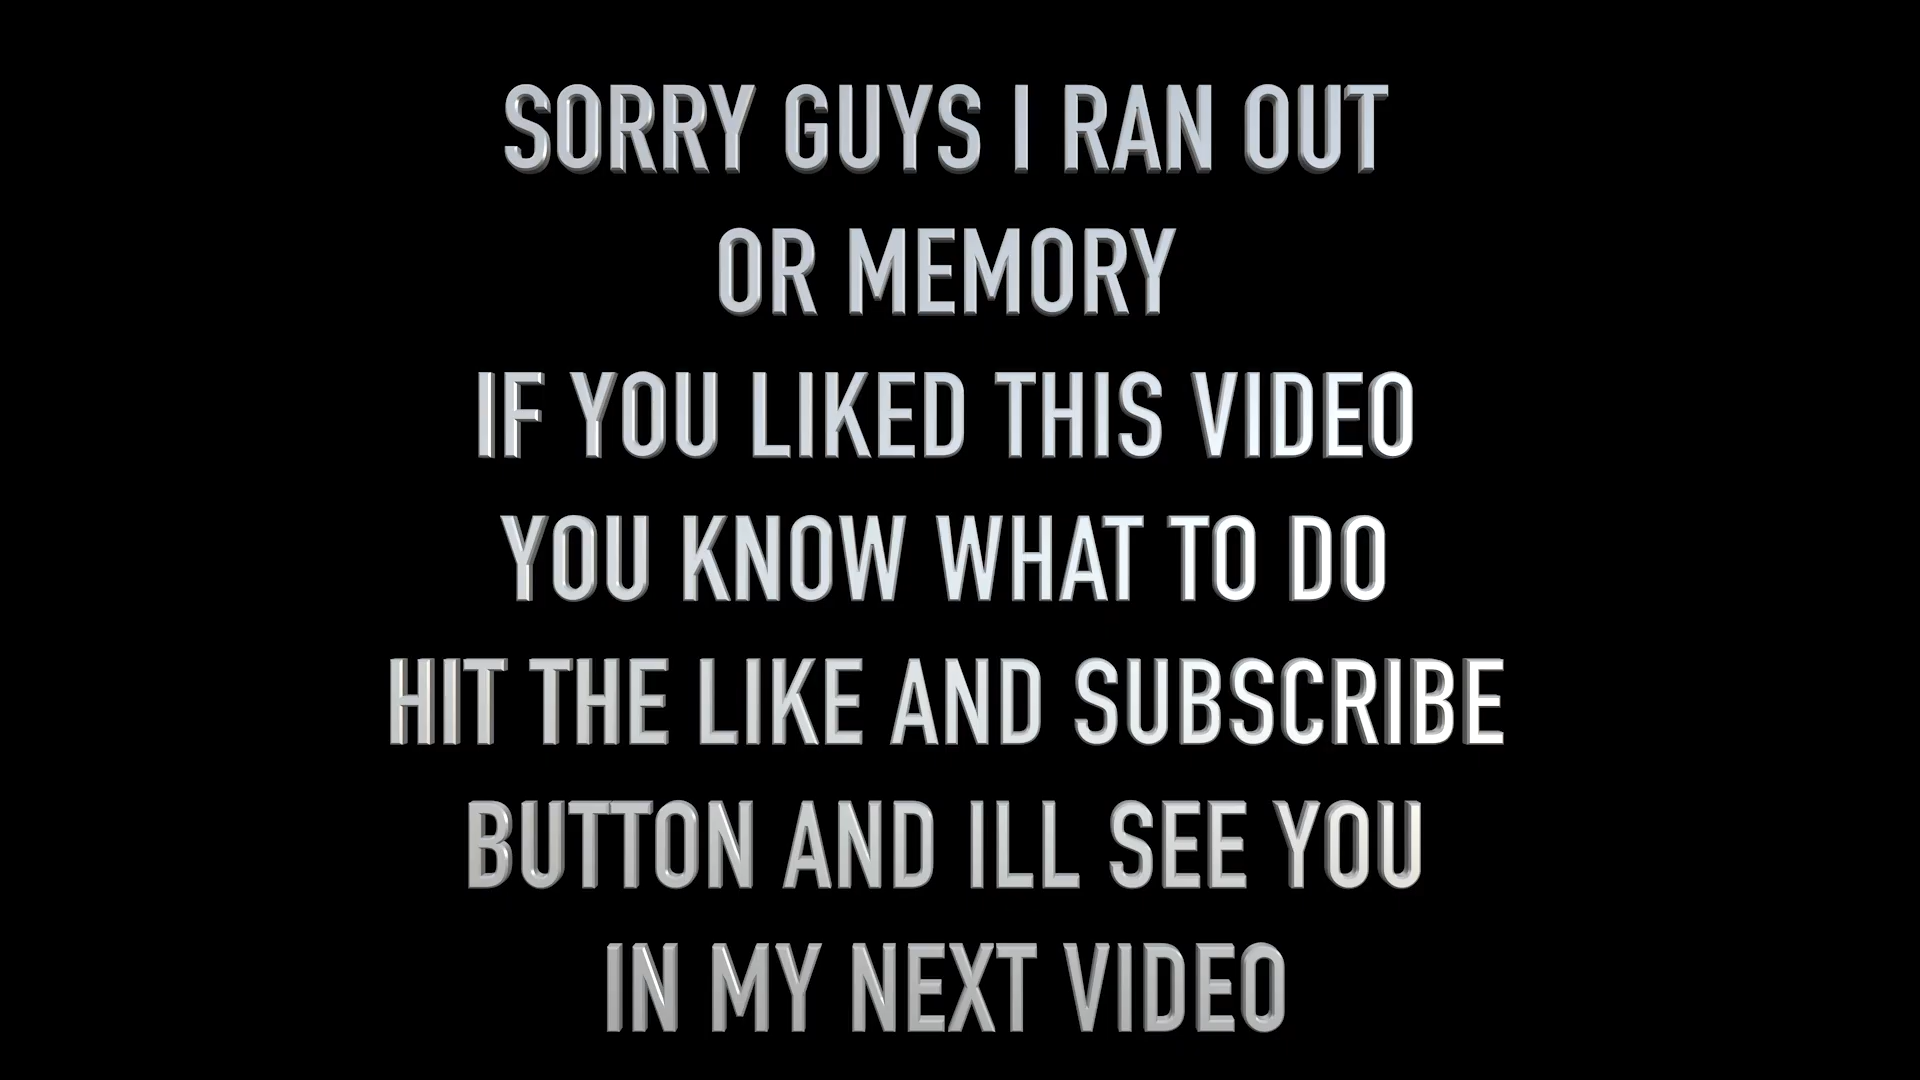 SORRY GUYS I RAN OUT
OR MEMORY
IF YOU LIKED THIS VIDEO
YOU KNOW WHAT TO DO
HIT THE LIKE AND SUBSCRIBE
BUTTON AND ILL SEE YOU
IN MY NEXT VIDEO